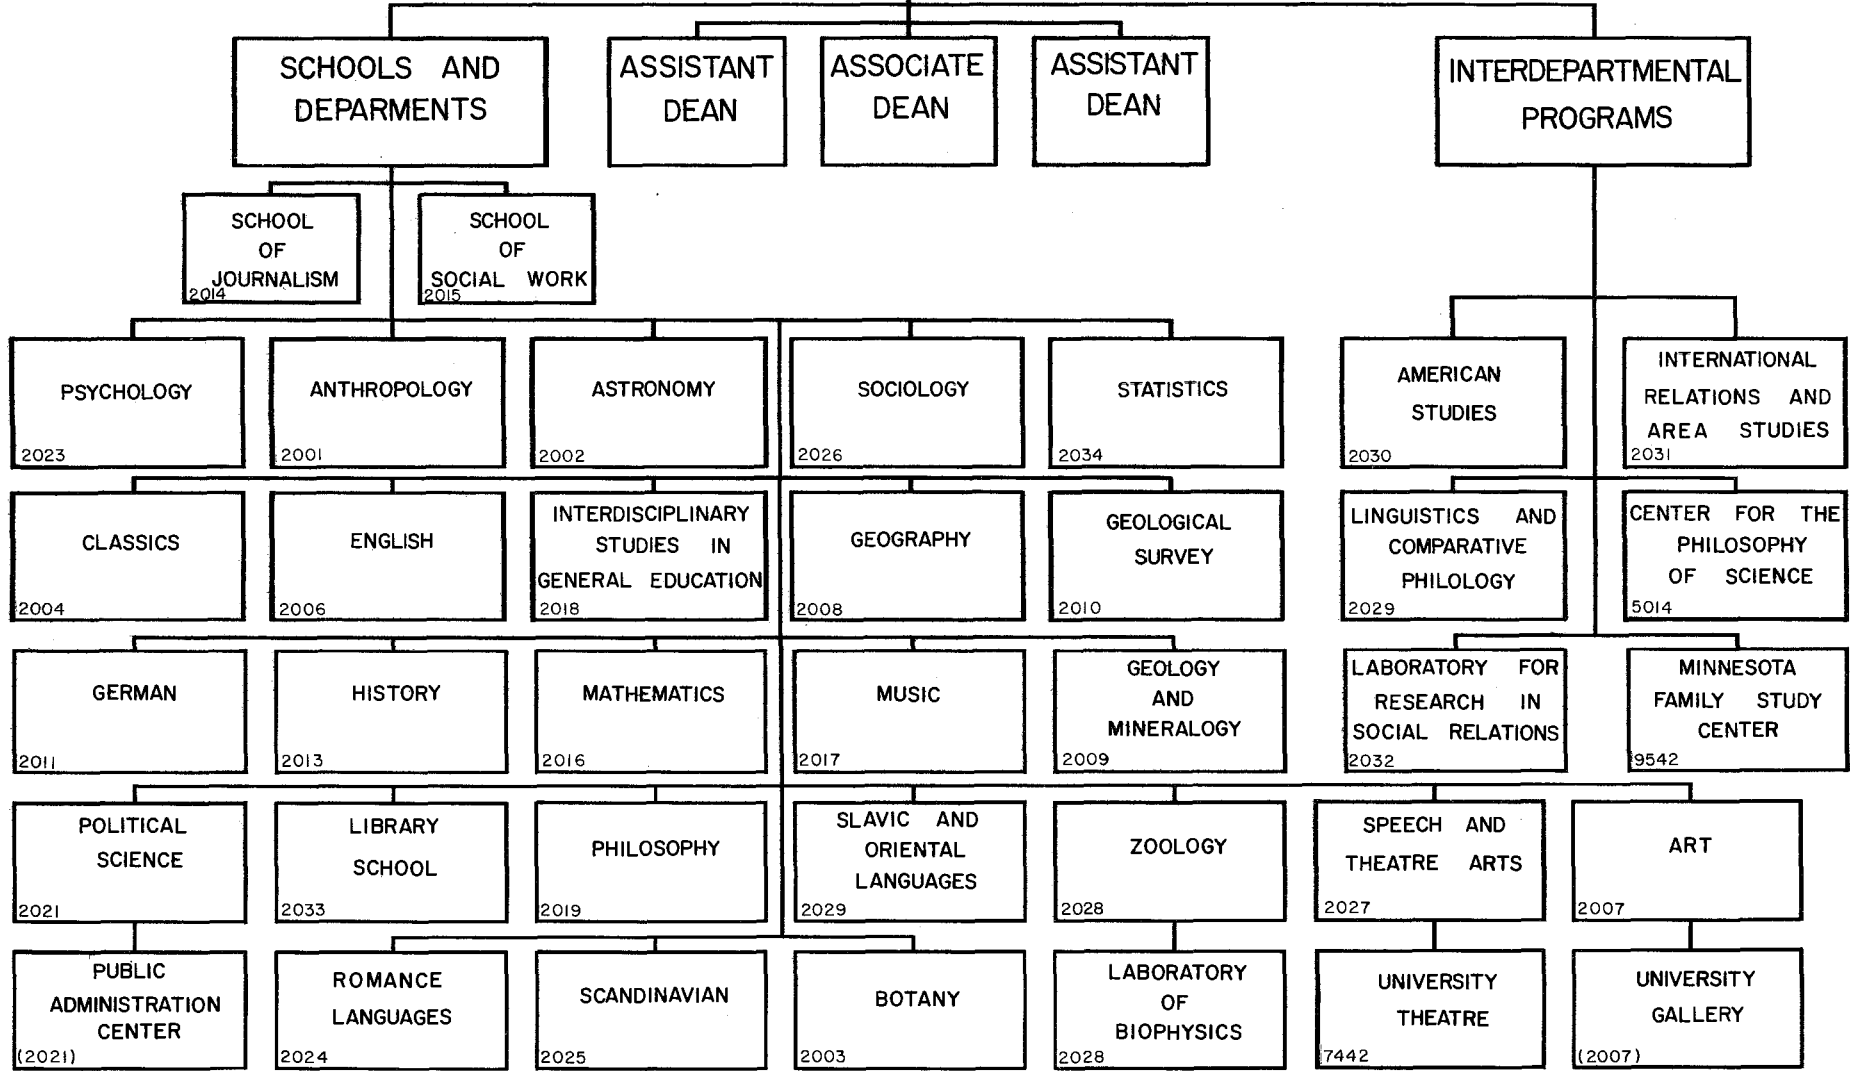 SCHOOLS AND
DEPARMENTS
ASSISTANT
DEAN
ASSOCIATE
DEAN
ASSISTANT
DEAN
INTERDEPARTMENTAL
PROGRAMS
SCHOOL
OF
JOURNALISM
2014
SCHOOL
OF
SOCIAL WORK
2015
PSYCHOLOGY
2023
ANTHROPOLOGY
2001
ASTRONOMY
2002
SOCIOLOGY
2026
STATISTICS
2034
AMERICAN
STUDIES
2030
INTERNATIONAL
RELATIONS AND
AREA STUDIES
2031
CLASSICS
2004
ENGLISH
2006
INTERDISCIPLINARY
STUDIES IN
GENERAL EDUCATION
2018
GEOGRAPHY
2008
GEOLOGICAL
SURVEY
2010
LINGUISTICS AND
COMPARATIVE
PHILOLOGY
2029
CENTER FOR THE
PHILOSOPHY
OF SCIENCE
5014
GERMAN
2011
HISTORY
2013
MATHEMATICS
2016
MUSIC
2017
GEOLOGY
AND
MINERALOGY
2009
LABORATORY FOR
RESEARCH IN
SOCIAL RELATIONS
2032
MINNESOTA
FAMILY STUDY
CENTER
9542
POLITICAL
SCIENCE
2021
LIBRARY
SCHOOL
2033
PHILOSOPHY
2019
SLAVIC AND
ORIENTAL
LANGUAGES
2029
ZOOLOGY
2028
SPEECH AND
THEATRE ARTS
2027
ART
2007
PUBLIC
ADMINISTRATION
CENTER
(2021)
ROMANCE
LANGUAGES
2024
SCANDINAVIAN
2025
BOTANY
2003
LABORATORY
OF
BIOPHYSICS
2028
UNIVERSITY
THEATRE
7442
UNIVERSITY
GALLERY
(2007)